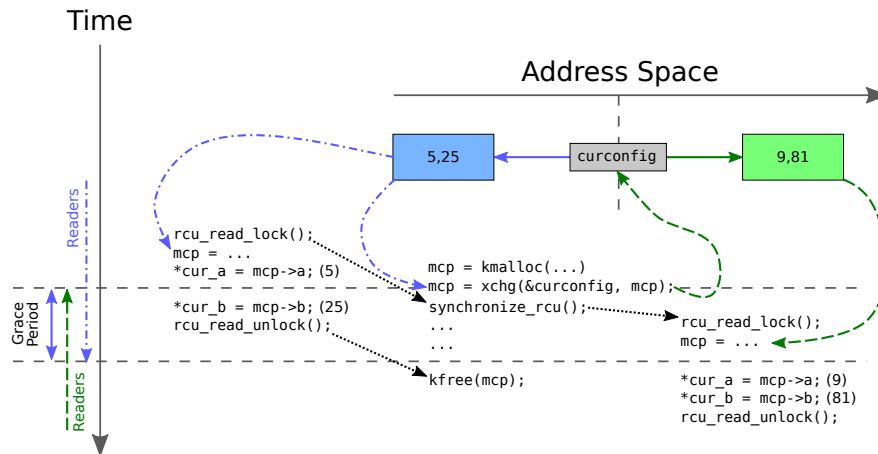 Time
Address Space
5,25
curconfig
9,81
Readers
rcu_read_lock();
mcp = ...
*cur_a = mcp->a; (5)
mcp = kmalloc(...)
mcp = xchg(&curconfig, mcp);
Grace
Period
*cur_b = mcp->b; (25)
rcu_read_unlock();
synchronize_rcu();
...
...
rcu_read_lock();
mcp = ...
kfree(mcp);
Readers
*cur_a = mcp->a; (9)
*cur_b = mcp->b; (81)
rcu_read_unlock();